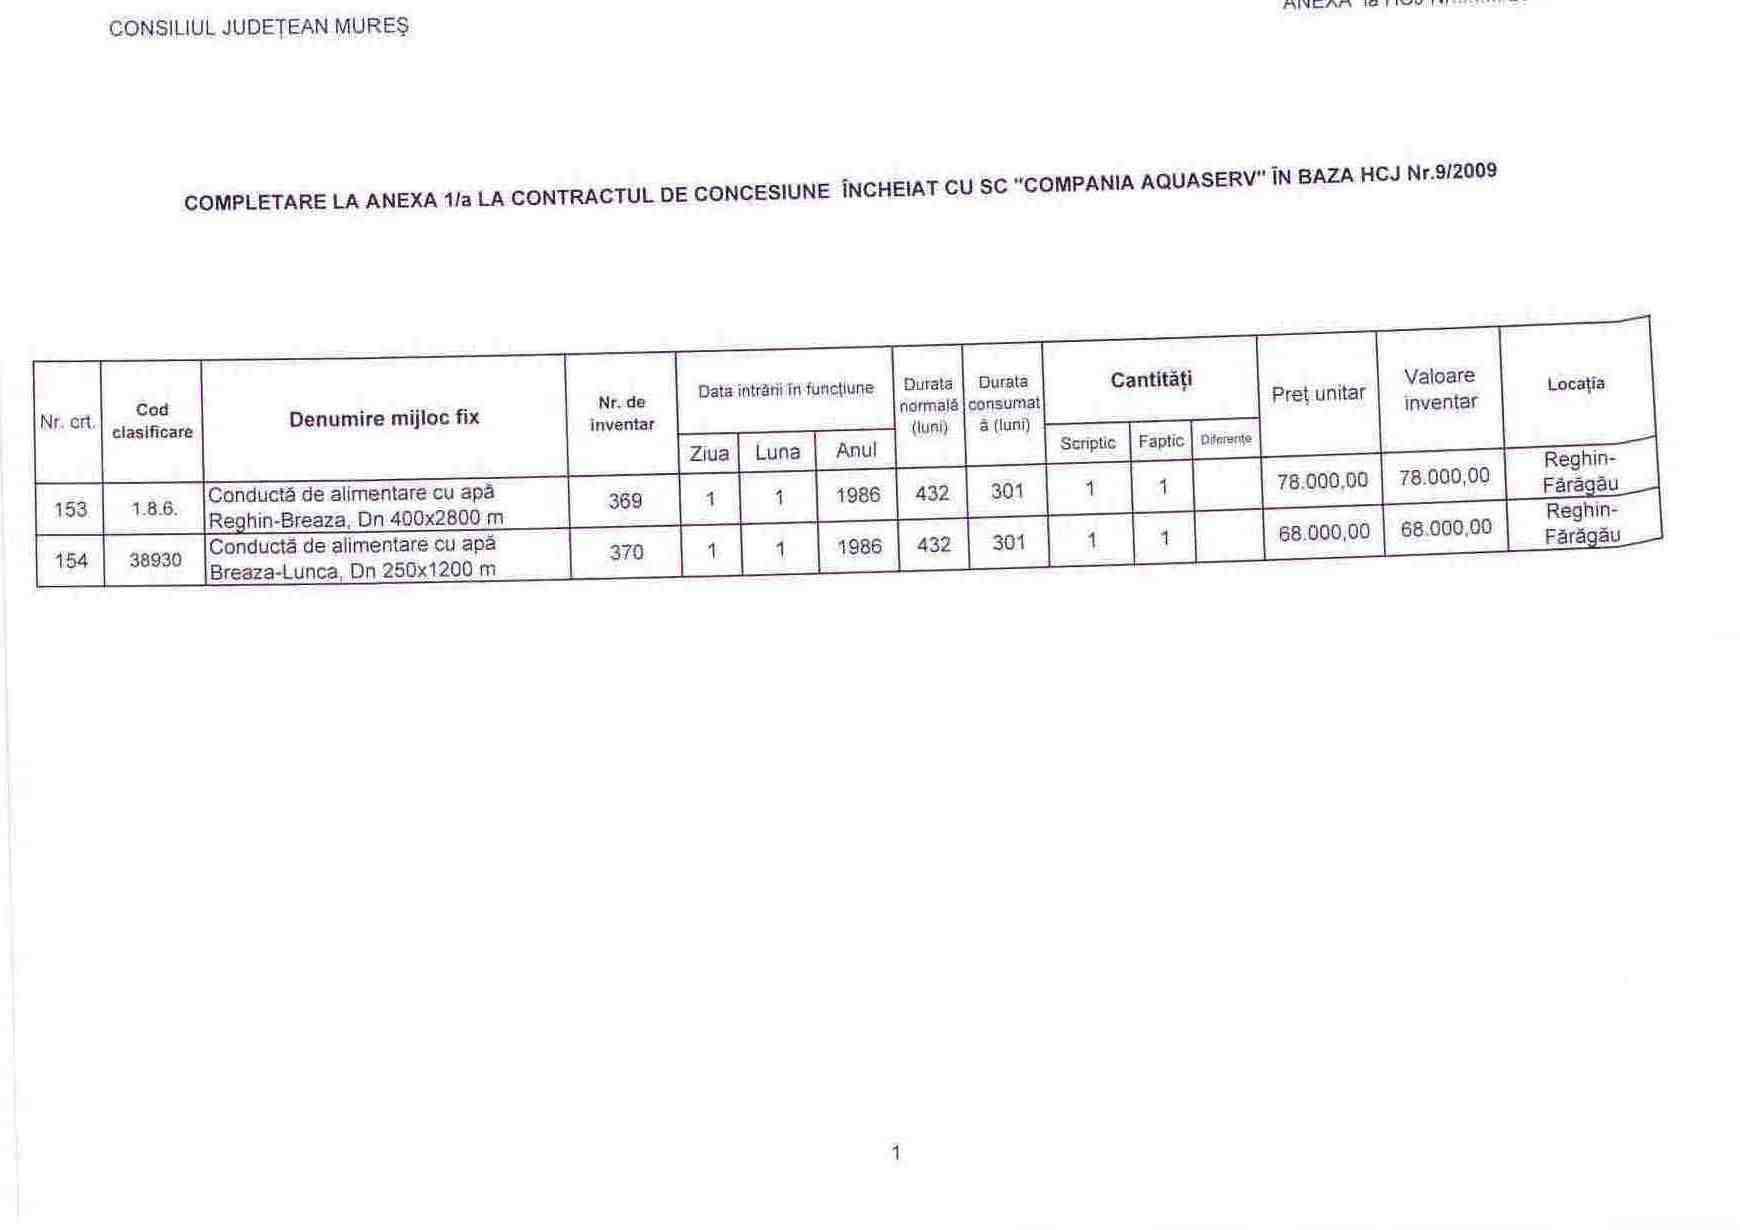 CONSILIUL JUDEȚEAN MUREȘ
ANEXA la HCJ
COMPLETARE LA ANEXA 1/a LA CONTRACTUL DE CONCESIUNE ÎNCHEIAT CU SC "COMPANIA AQUASERV" ÎN BAZA HCJ Nr.9/2009
Nr. crt. Cod clasificare Denumire mijloc fix Nr. de inventar Data intrării în funcțiune Durata normală (luni) Durata consumată (luni) Cantități Preț unitar Valoare inventar Locația
Ziua Luna Anul Scriptic Faptic Diferențe
153 1.8.6. Conductă de alimentare cu apă Reghin-Breaza, Dn 400x2800 m 369 1 1 1986 432 301 1 1 78.000,00 78.000,00 Reghin-Fărăgău
154 38930 Conductă de alimentare cu apă Breaza-Lunca, Dn 250x1200 m 370 1 1 1986 432 301 1 1 68.000,00 68.000,00 Reghin-Fărăgău
1